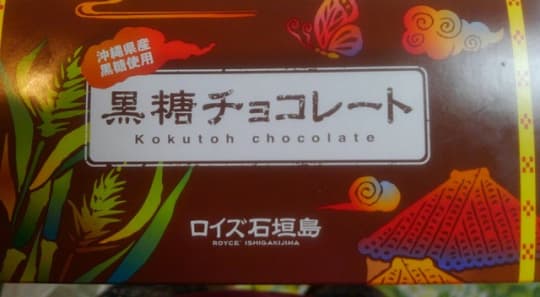 沖縄県産
黒糖使用
黒糖チョコレート
Kokutoh chocolate
ロイズ石垣島
ROYCE' ISHIGAKIJIMA